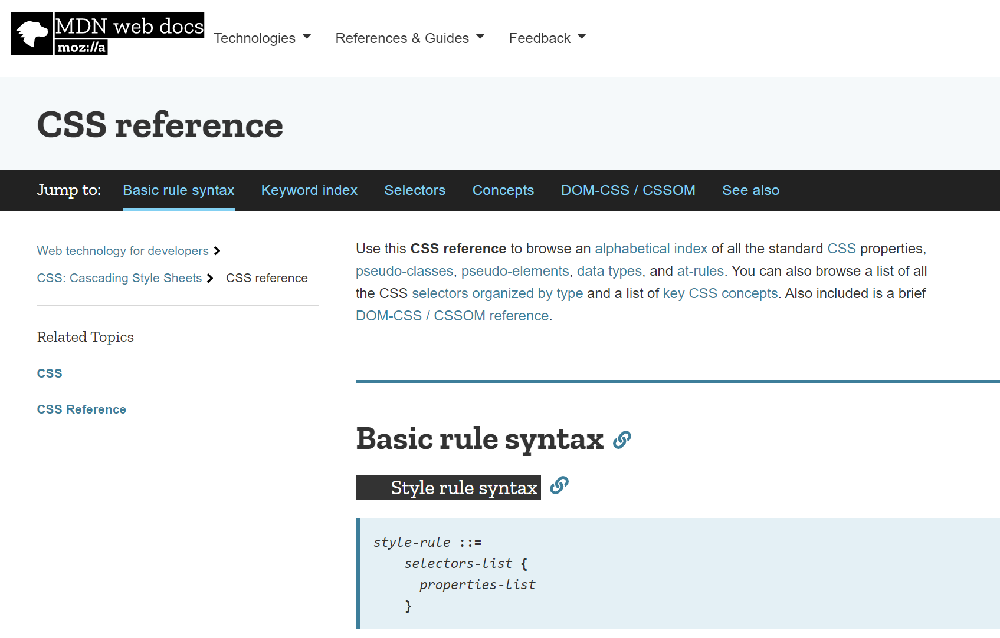 MDN web docs
moz://a
Technologies
References & Guides
Feedback
CSS reference
Jump to:
Basic rule syntax
Keyword index
Selectors
Concepts
DOM-CSS / CSSOM
See also
Web technology for developers
CSS: Cascading Style Sheets
CSS reference
Related Topics
CSS
CSS Reference
Use this CSS reference to browse an alphabetical index of all the standard CSS properties,
pseudo-classes, pseudo-elements, data types, and at-rules. You can also browse a list of all
the CSS selectors organized by type and a list of key CSS concepts. Also included is a brief
DOM-CSS / CSSOM reference.
Basic rule syntax
Style rule syntax
style-rule ::=
selectors-list {
properties-list
}